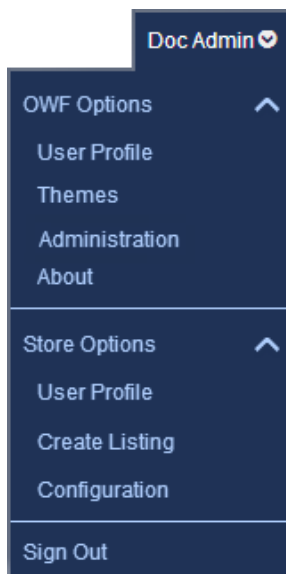 Doc Admin
OWF Options
User Profile
Themes
Administration
About
Store Options
User Profile
Create Listing
Configuration
Sign Out